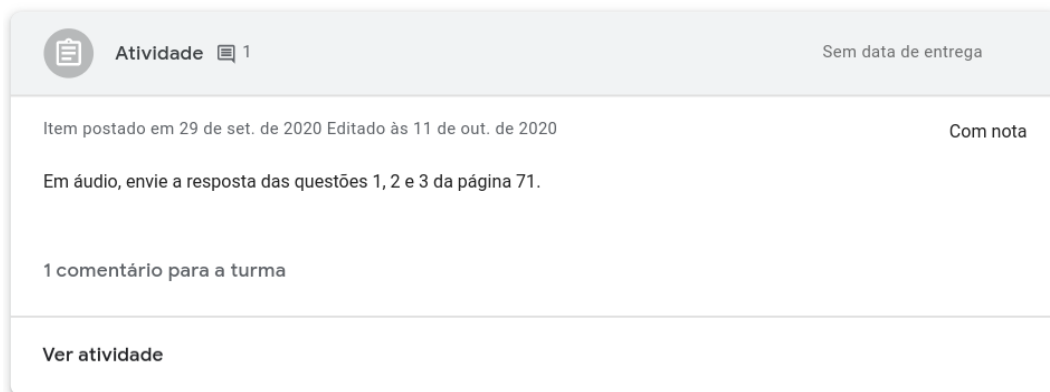 Atividade 1 Sem data de entrega
Item postado em 29 de set. de 2020 Editado às 11 de out. de 2020 Com nota
Em áudio, envie a resposta das questões 1, 2 e 3 da página 71.
1 comentário para a turma
Ver atividade